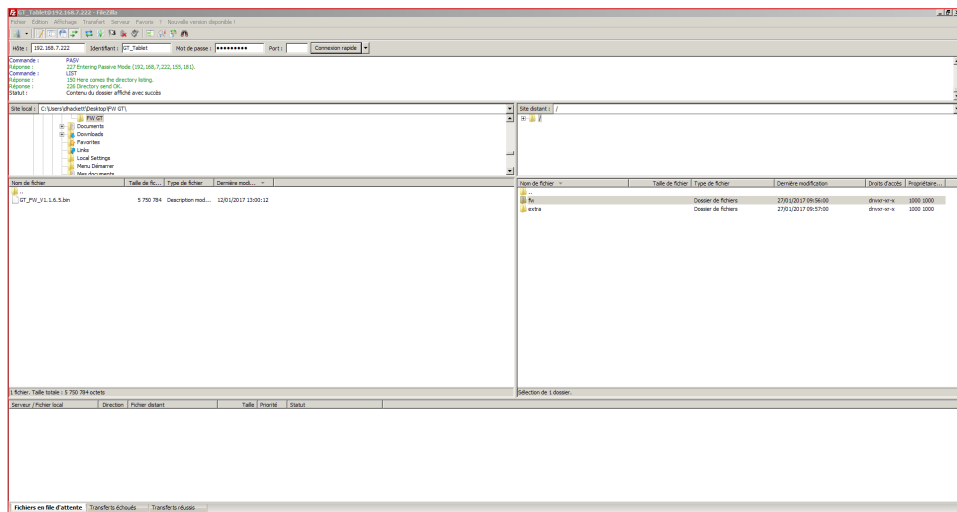 GT_Tablet@192.168.7.222 - FileZilla
Fichier Édition Affichage Transfert Serveur Favoris ? Nouvelle version disponible !
Hôte : 192.168.7.222 Identifiant : GT_Tablet Mot de passe : ●●●●●●●●● Port : Connexion rapide
Commande : PASV
Réponse : 227 Entering Passive Mode (192,168,7,222,155,181).
Commande : LIST
Réponse : 150 Here comes the directory listing.
Réponse : 226 Directory send OK.
Statut : Contenu du dossier affiché avec succès
Site local : C:\Users\dhackett\Desktop\FW GT\
FW GT
Documents
Downloads
Favorites
Links
Local Settings
Menu Démarrer
Mes documents
Site distant : /
/
Nom de fichier Taille de fic... Type de fichier Dernière modi...
..
GT_FW_V1.1.6.5.bin 5 750 784 Description mod... 12/01/2017 13:00:12
1 fichier. Taille totale : 5 750 784 octets
Nom de fichier Taille de fichier Type de fichier Dernière modification Droits d'accès Propriétaire...
..
fw Dossier de fichiers 27/01/2017 09:56:00 drwxr-xr-x 1000 1000
extra Dossier de fichiers 27/01/2017 09:57:00 drwxr-xr-x 1000 1000
Sélection de 1 dossier.
Serveur / Fichier local Direction Fichier distant Taille Priorité Statut
Fichiers en file d'attente Transferts échoués Transferts réussis